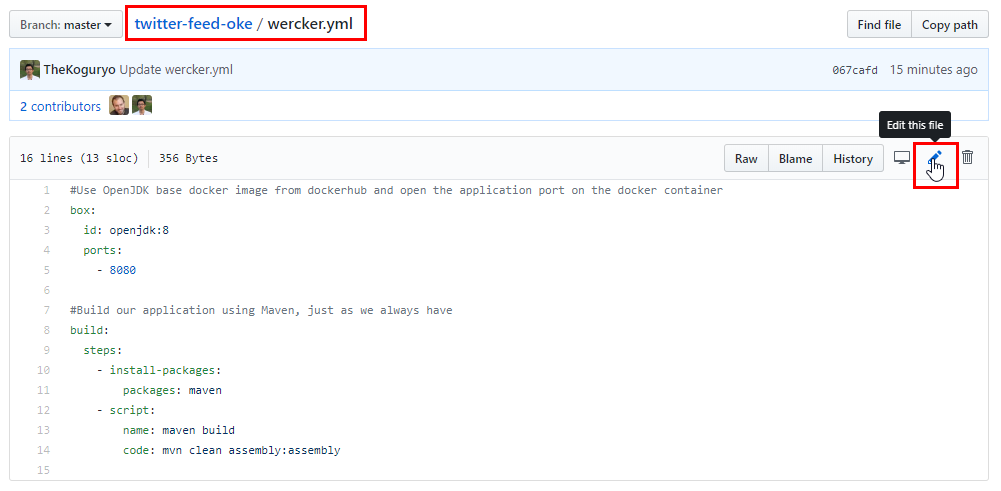 Branch: master twitter-feed-oke / wercker.yml Find file Copy path
TheKoguryo Update wercker.yml 067cafd 15 minutes ago
2 contributors
Edit this file
16 lines (13 sloc) 356 Bytes Raw Blame History
1 #Use OpenJDK base docker image from dockerhub and open the application port on the docker container
2 box:
3 id: openjdk:8
4 ports:
5 - 8080
6
7 #Build our application using Maven, just as we always have
8 build:
9 steps:
10 - install-packages:
11 packages: maven
12 - script:
13 name: maven build
14 code: mvn clean assembly:assembly
15